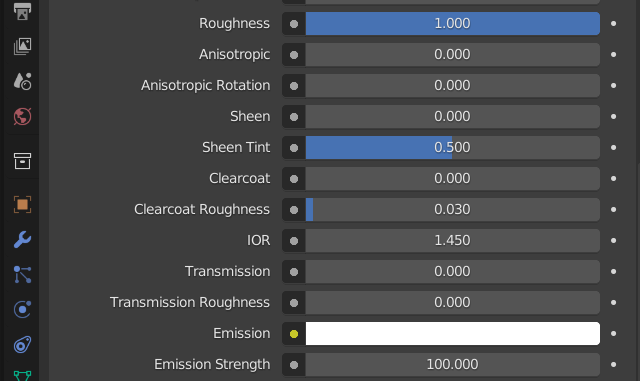 Roughness 1.000
Anisotropic 0.000
Anisotropic Rotation 0.000
Sheen 0.000
Sheen Tint 0.500
Clearcoat 0.000
Clearcoat Roughness 0.030
IOR 1.450
Transmission 0.000
Transmission Roughness 0.000
Emission
Emission Strength 100.000